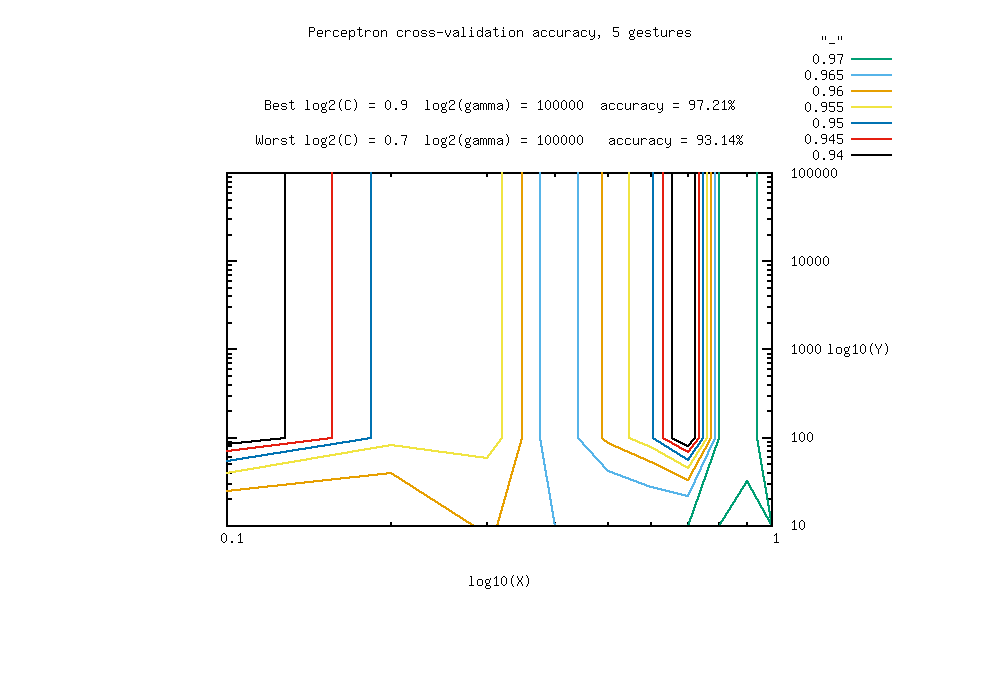 Perceptron cross-validation accuracy, 5 gestures
"_"
0.97
0.965
0.96
0.955
0.95
0.945
0.94
Best log2(C) = 0.9  log2(gamma) = 100000  accuracy = 97.21%
Worst log2(C) = 0.7  log2(gamma) = 100000   accuracy = 93.14%
100000
10000
1000 log10(Y)
100
10
0.1 1
log10(X)